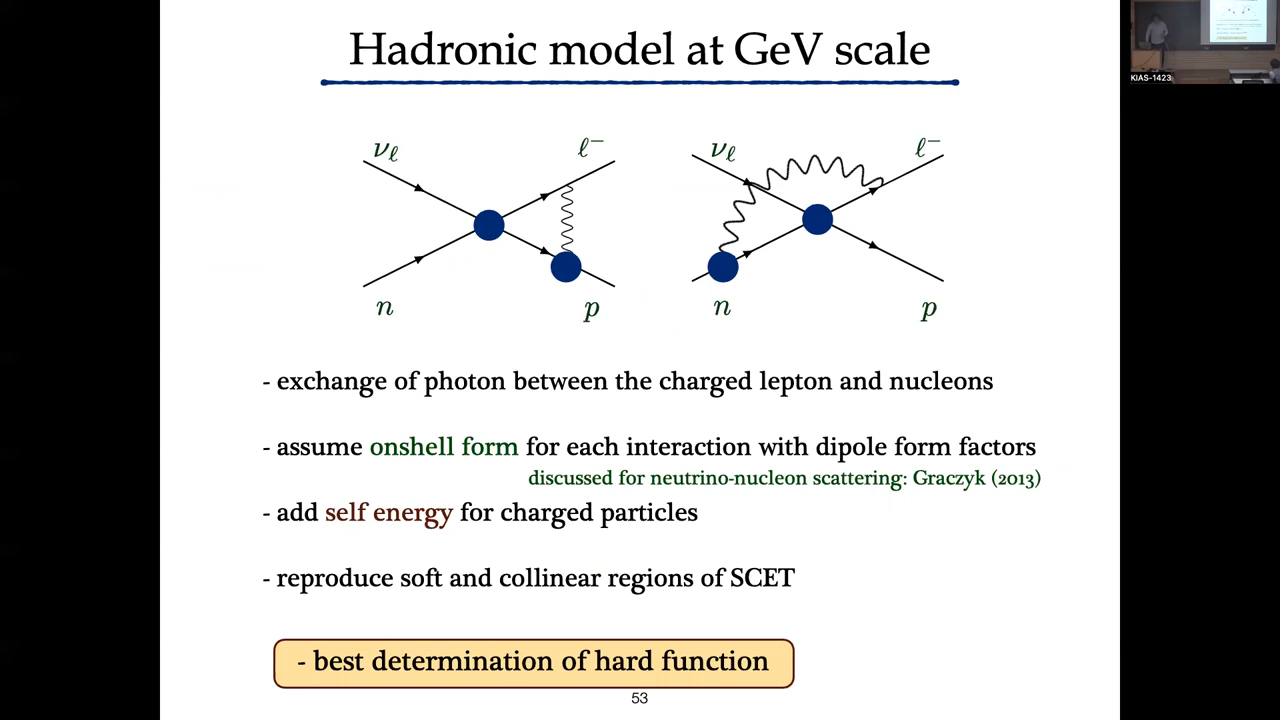 Hadronic model at GeV scale
KIAS-1423
νℓ ℓ⁻ νℓ ℓ⁻
n p n p
- exchange of photon between the charged lepton and nucleons
- assume onshell form for each interaction with dipole form factors
discussed for neutrino-nucleon scattering: Graczyk (2013)
- add self energy for charged particles
- reproduce soft and collinear regions of SCET
- best determination of hard function
53